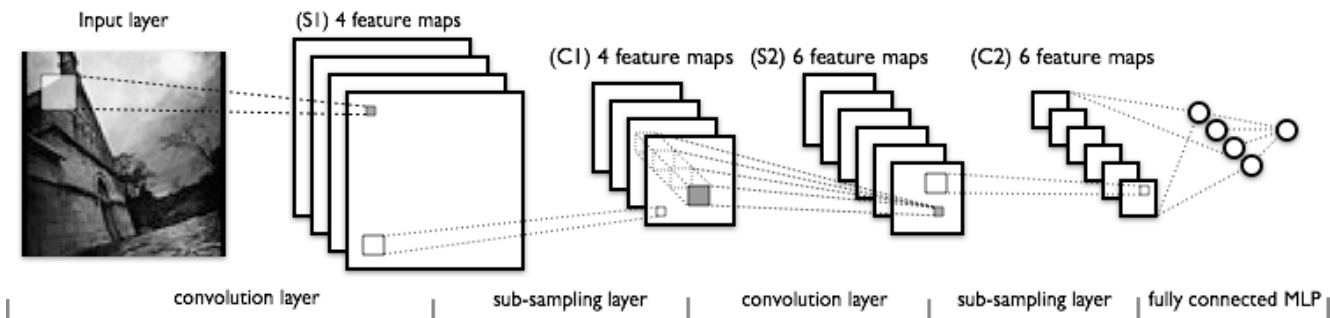 Input layer
(S1) 4 feature maps
(C1) 4 feature maps
(S2) 6 feature maps
(C2) 6 feature maps
convolution layer
sub-sampling layer
convolution layer
sub-sampling layer
fully connected MLP